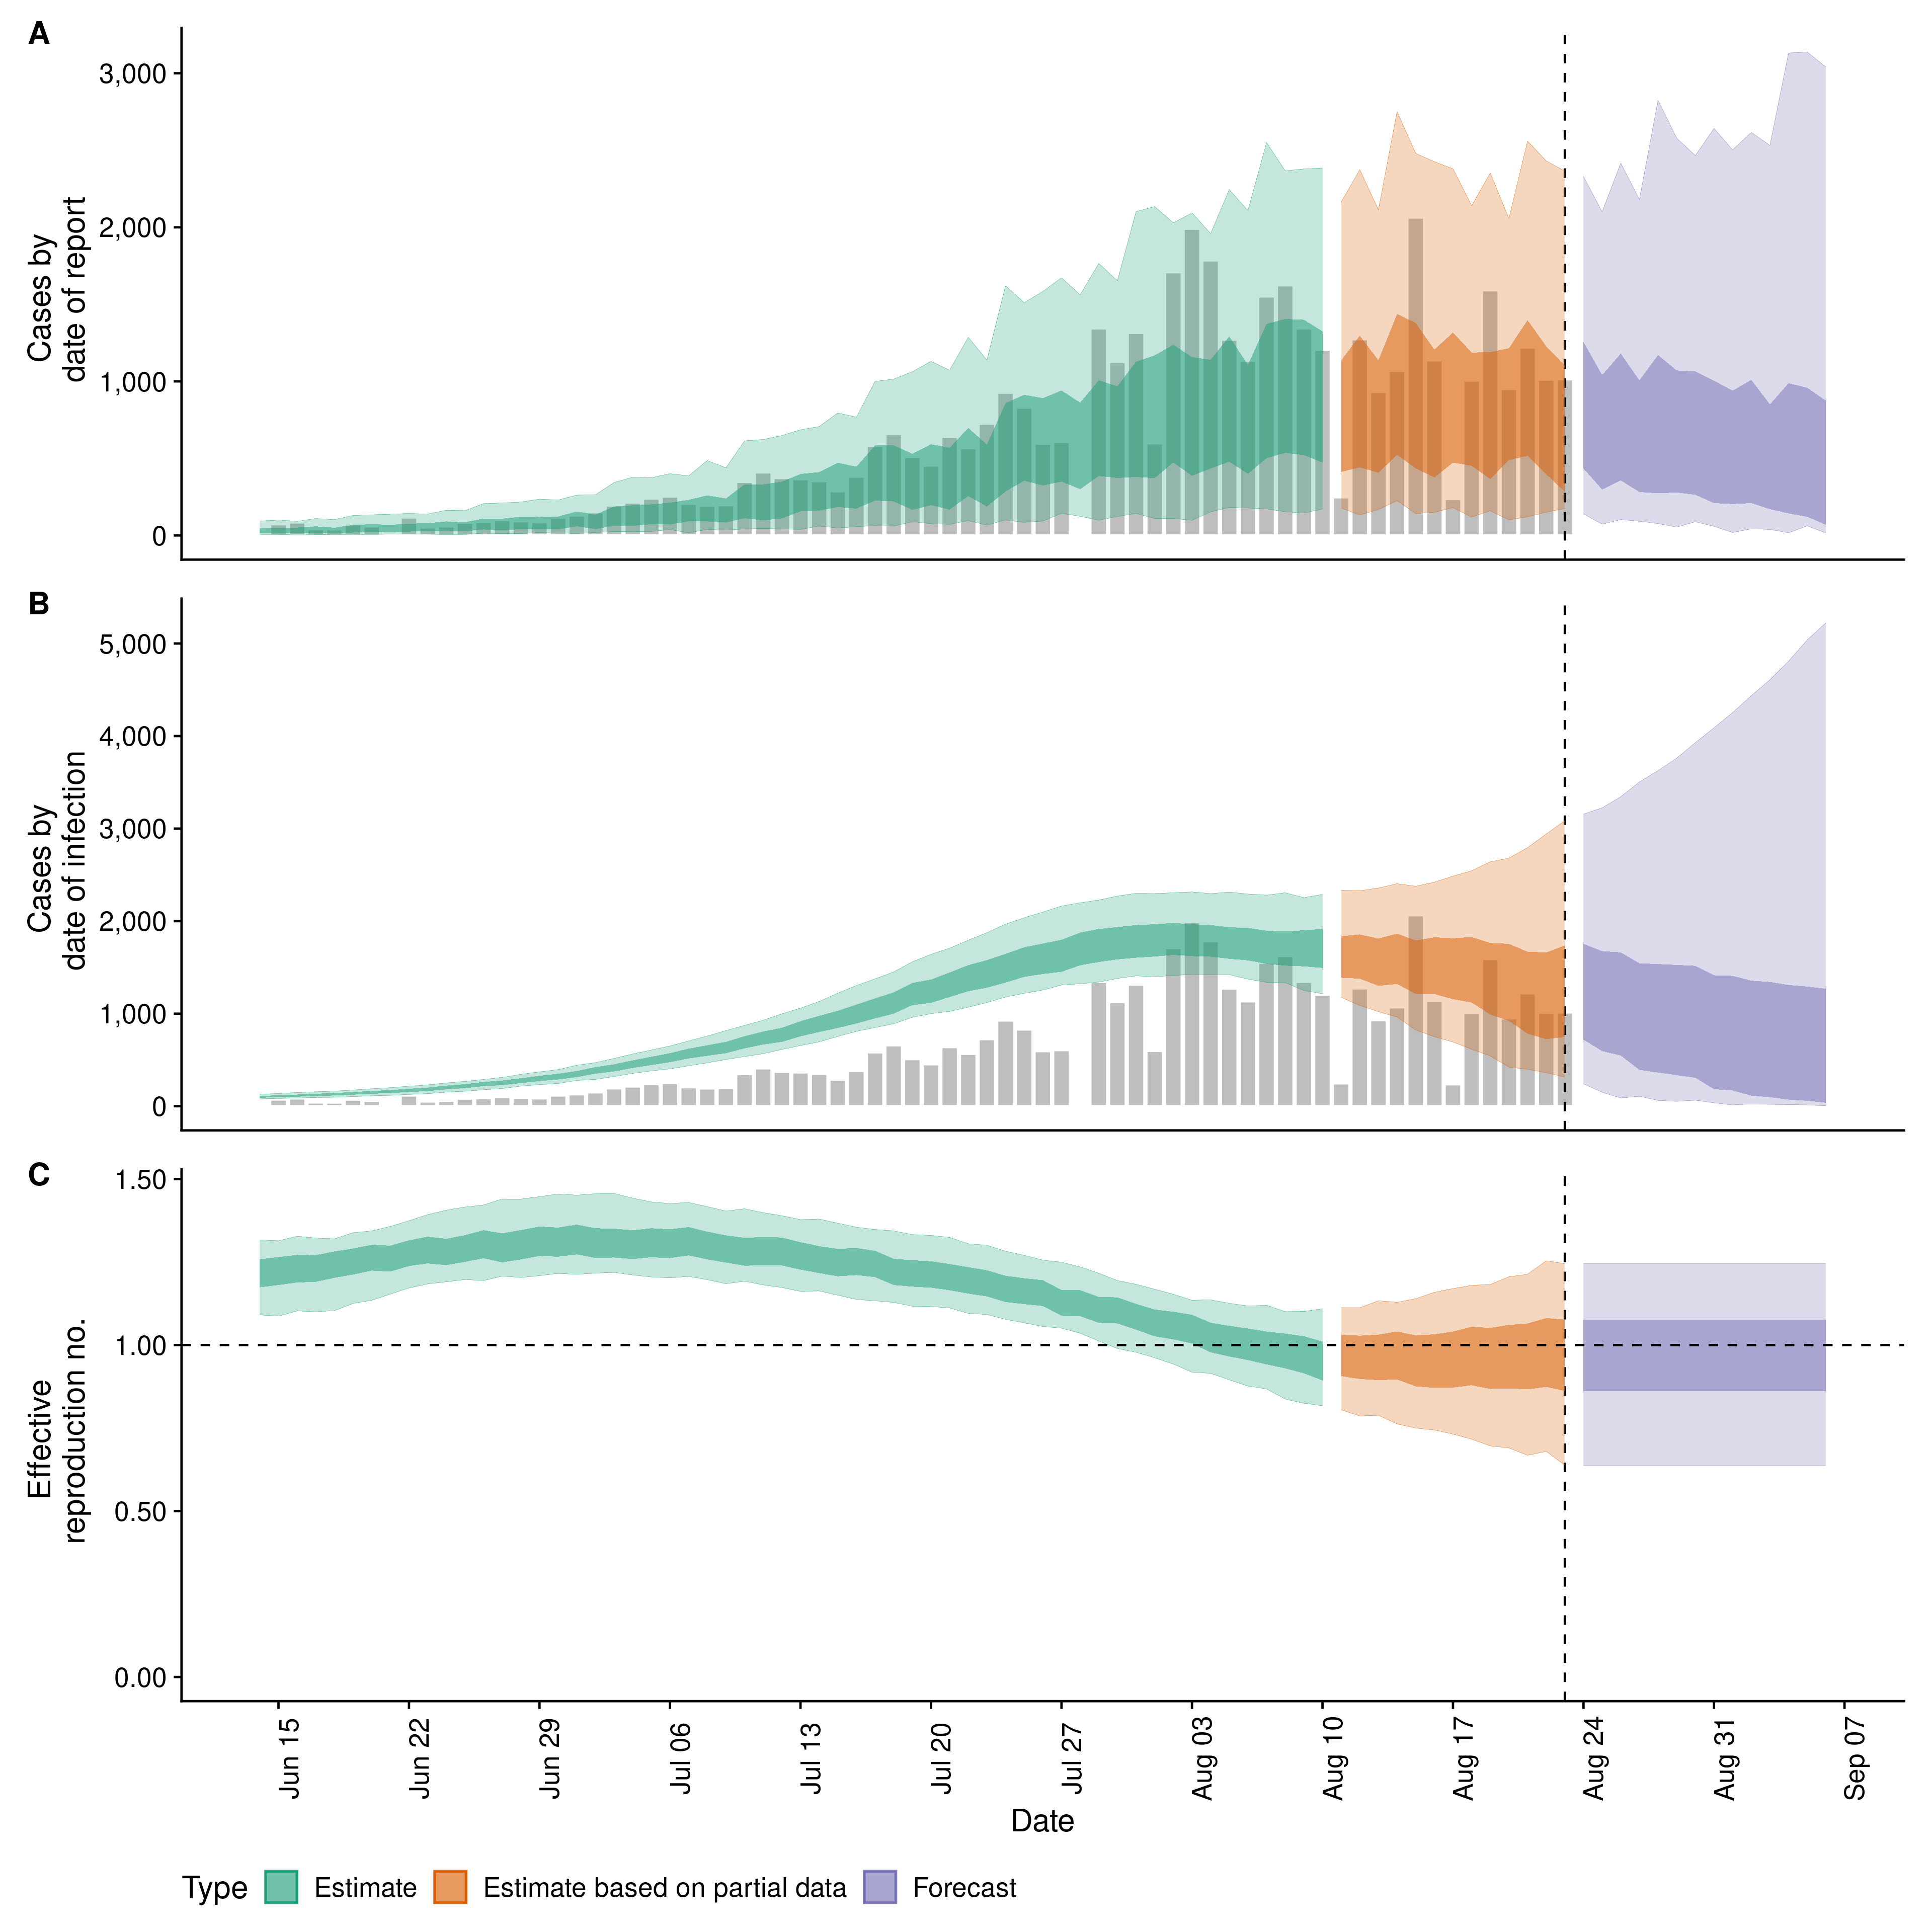 A
3,000
2,000
1,000
0
Cases by
date of report
B
5,000
4,000
3,000
2,000
1,000
0
Cases by
date of infection
C
1.50
1.00
0.50
0.00
Effective
reproduction no.
Jun 15
Jun 22
Jun 29
Jul 06
Jul 13
Jul 20
Jul 27
Aug 03
Aug 10
Aug 17
Aug 24
Aug 31
Sep 07
Date
Type Estimate Estimate based on partial data Forecast